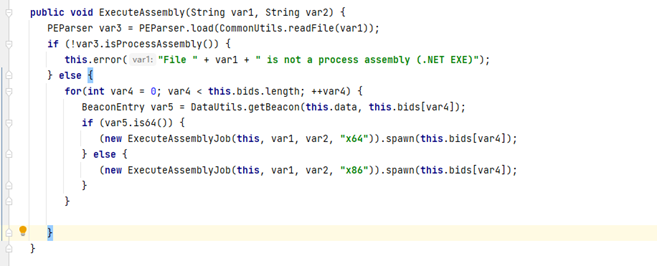 public void ExecuteAssembly(String var1, String var2) {
PEParser var3 = PEParser.load(CommonUtils.readFile(var1));
if (!var3.isProcessAssembly()) {
this.error( var1: "File " + var1 + " is not a process assembly (.NET EXE)");
} else {
for(int var4 = 0; var4 < this.bids.length; ++var4) {
BeaconEntry var5 = DataUtils.getBeacon(this.data, this.bids[var4]);
if (var5.is64()) {
(new ExecuteAssemblyJob(this, var1, var2, "x64")).spawn(this.bids[var4]);
} else {
(new ExecuteAssemblyJob(this, var1, var2, "x86")).spawn(this.bids[var4]);
}
}
}
}